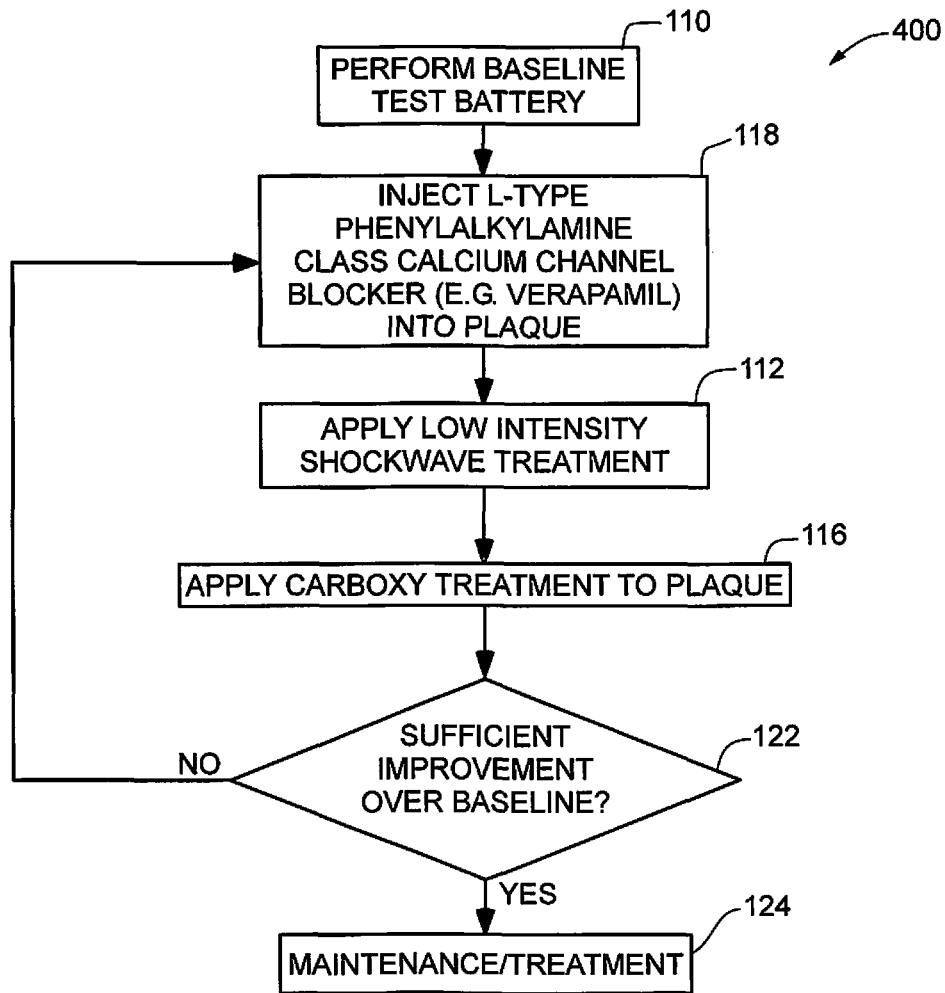 110
400
PERFORM BASELINE
TEST BATTERY
118
INJECT L-TYPE
PHENYLALKYLAMINE
CLASS CALCIUM CHANNEL
BLOCKER (E.G. VERAPAMIL)
INTO PLAQUE
112
APPLY LOW INTENSITY
SHOCKWAVE TREATMENT
116
APPLY CARBOXY TREATMENT TO PLAQUE
SUFFICIENT
IMPROVEMENT
OVER BASELINE?
122
NO
YES
124
MAINTENANCE/TREATMENT